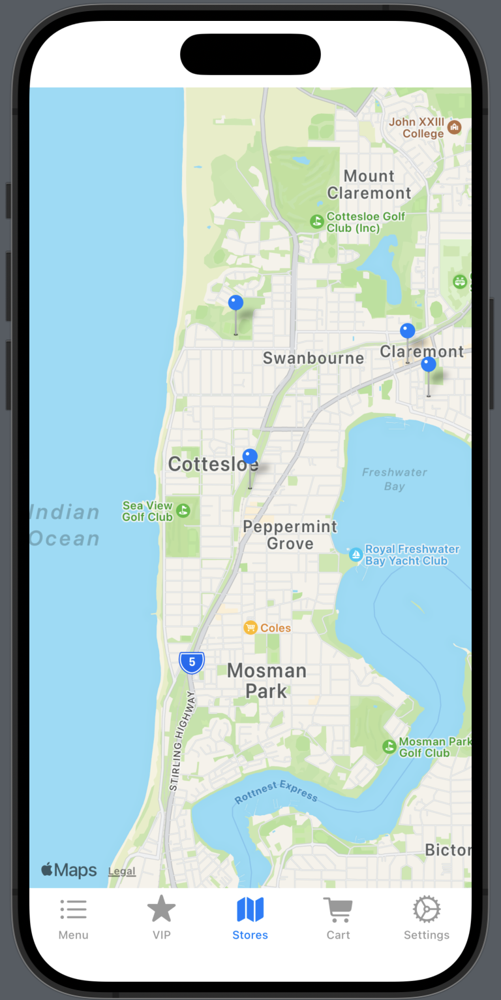 John XXIII
College
Mount
Claremont
Cottesloe Golf
Club (Inc)
Swanbourne
Claremont
Cottesloe
Freshwater
Bay
Indian
Ocean
Sea View
Golf Club
Peppermint
Grove
Royal Freshwater
Bay Yacht Club
Coles
5
Mosman
Park
STIRLING HIGHWAY
Mosman Park
Golf Club
Rottnest Express
Bicton
Maps
Legal
Menu
VIP
Stores
Cart
Settings